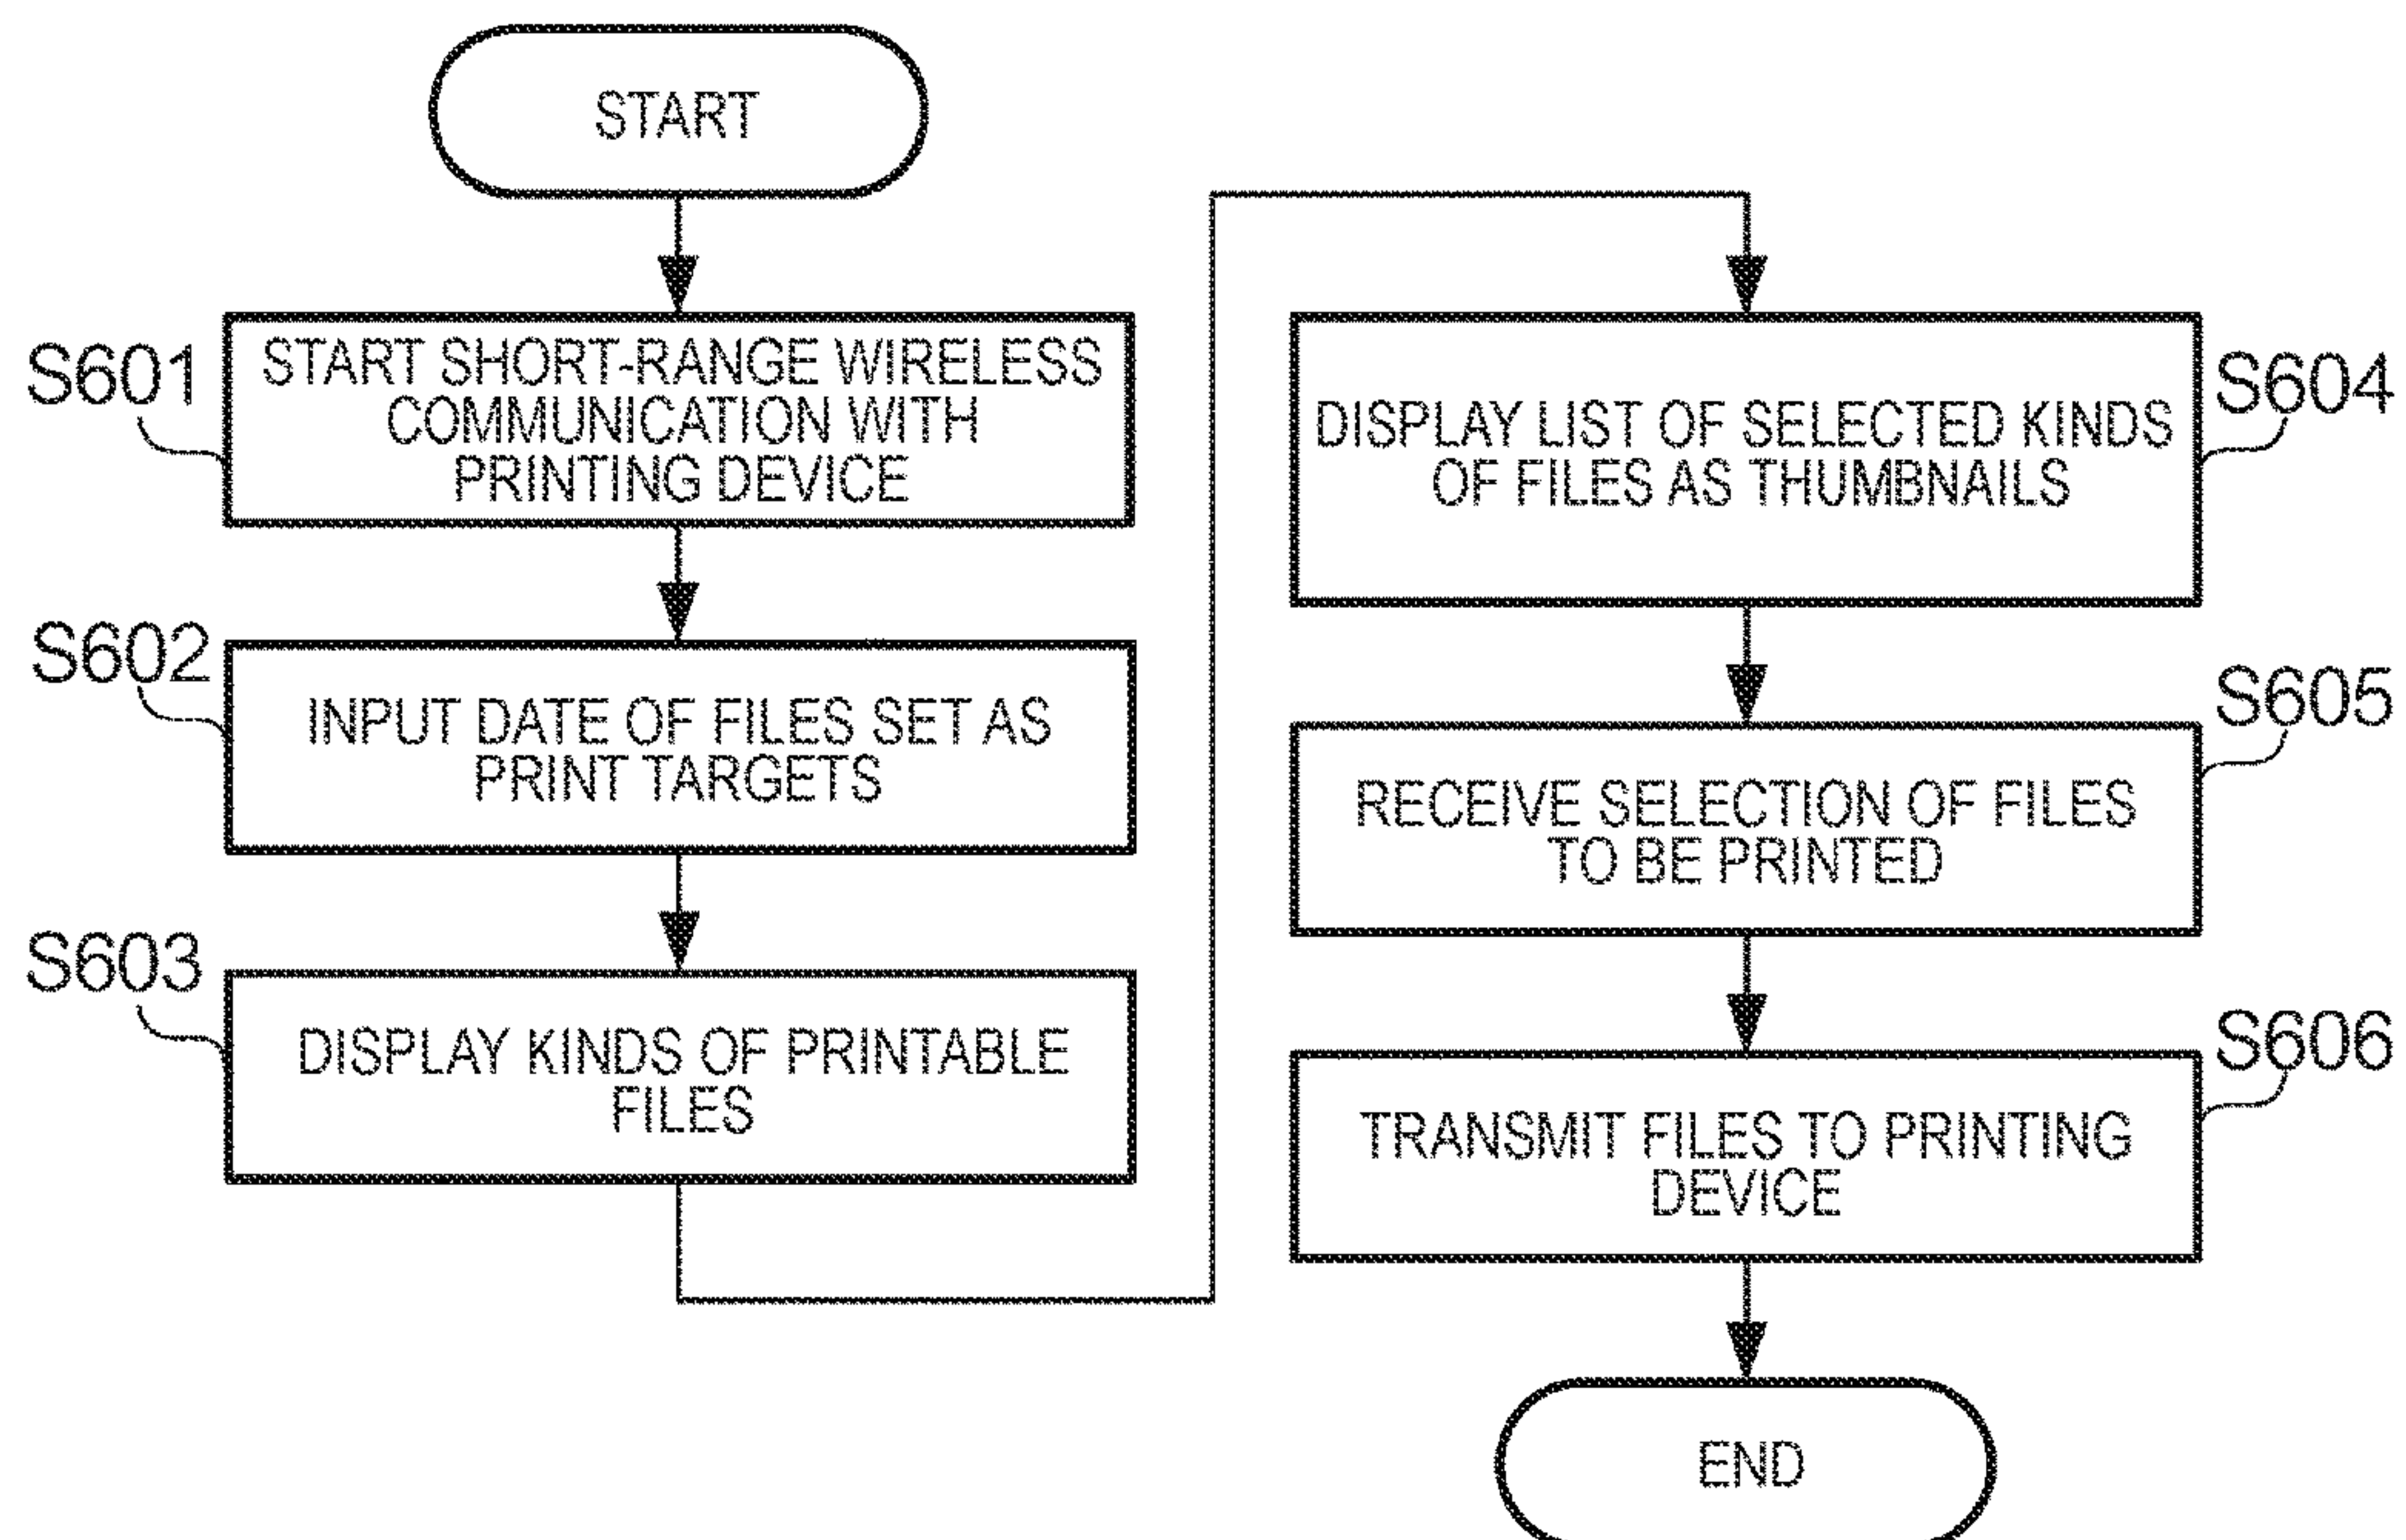 START
S601
START SHORT-RANGE WIRELESS
COMMUNICATION WITH
PRINTING DEVICE
S602
INPUT DATE OF FILES SET AS
PRINT TARGETS
S603
DISPLAY KINDS OF PRINTABLE
FILES
S604
DISPLAY LIST OF SELECTED KINDS
OF FILES AS THUMBNAILS
S605
RECEIVE SELECTION OF FILES
TO BE PRINTED
S606
TRANSMIT FILES TO PRINTING
DEVICE
END